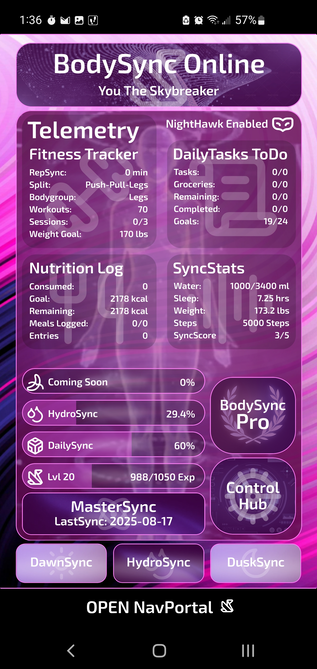 1:36 57%
BodySync Online
You The Skybreaker
Telemetry
NightHawk Enabled
Fitness Tracker
RepSync: 0 min
Split: Push-Pull-Legs
Bodygroup: Legs
Workouts: 70
Sessions: 0/3
Weight Goal: 170 lbs
DailyTasks ToDo
Tasks: 0/0
Groceries: 0/0
Remaining: 0/0
Completed: 0/0
Goals: 19/24
Nutrition Log
Consumed: 0
Goal: 2178 kcal
Remaining: 2178 kcal
Meals Logged: 0/0
Entries 0
SyncStats
Water: 1000/3400 ml
Sleep: 7.25 hrs
Weight: 173.2 lbs
Steps 5000 Steps
SyncScore 3/5
Coming Soon 0%
HydroSync 29.4%
DailySync 60%
Lvl 20 988/1050 Exp
BodySync
Pro
Control
Hub
MasterSync
LastSync: 2025-08-17
DawnSync
HydroSync
DuskSync
OPEN NavPortal